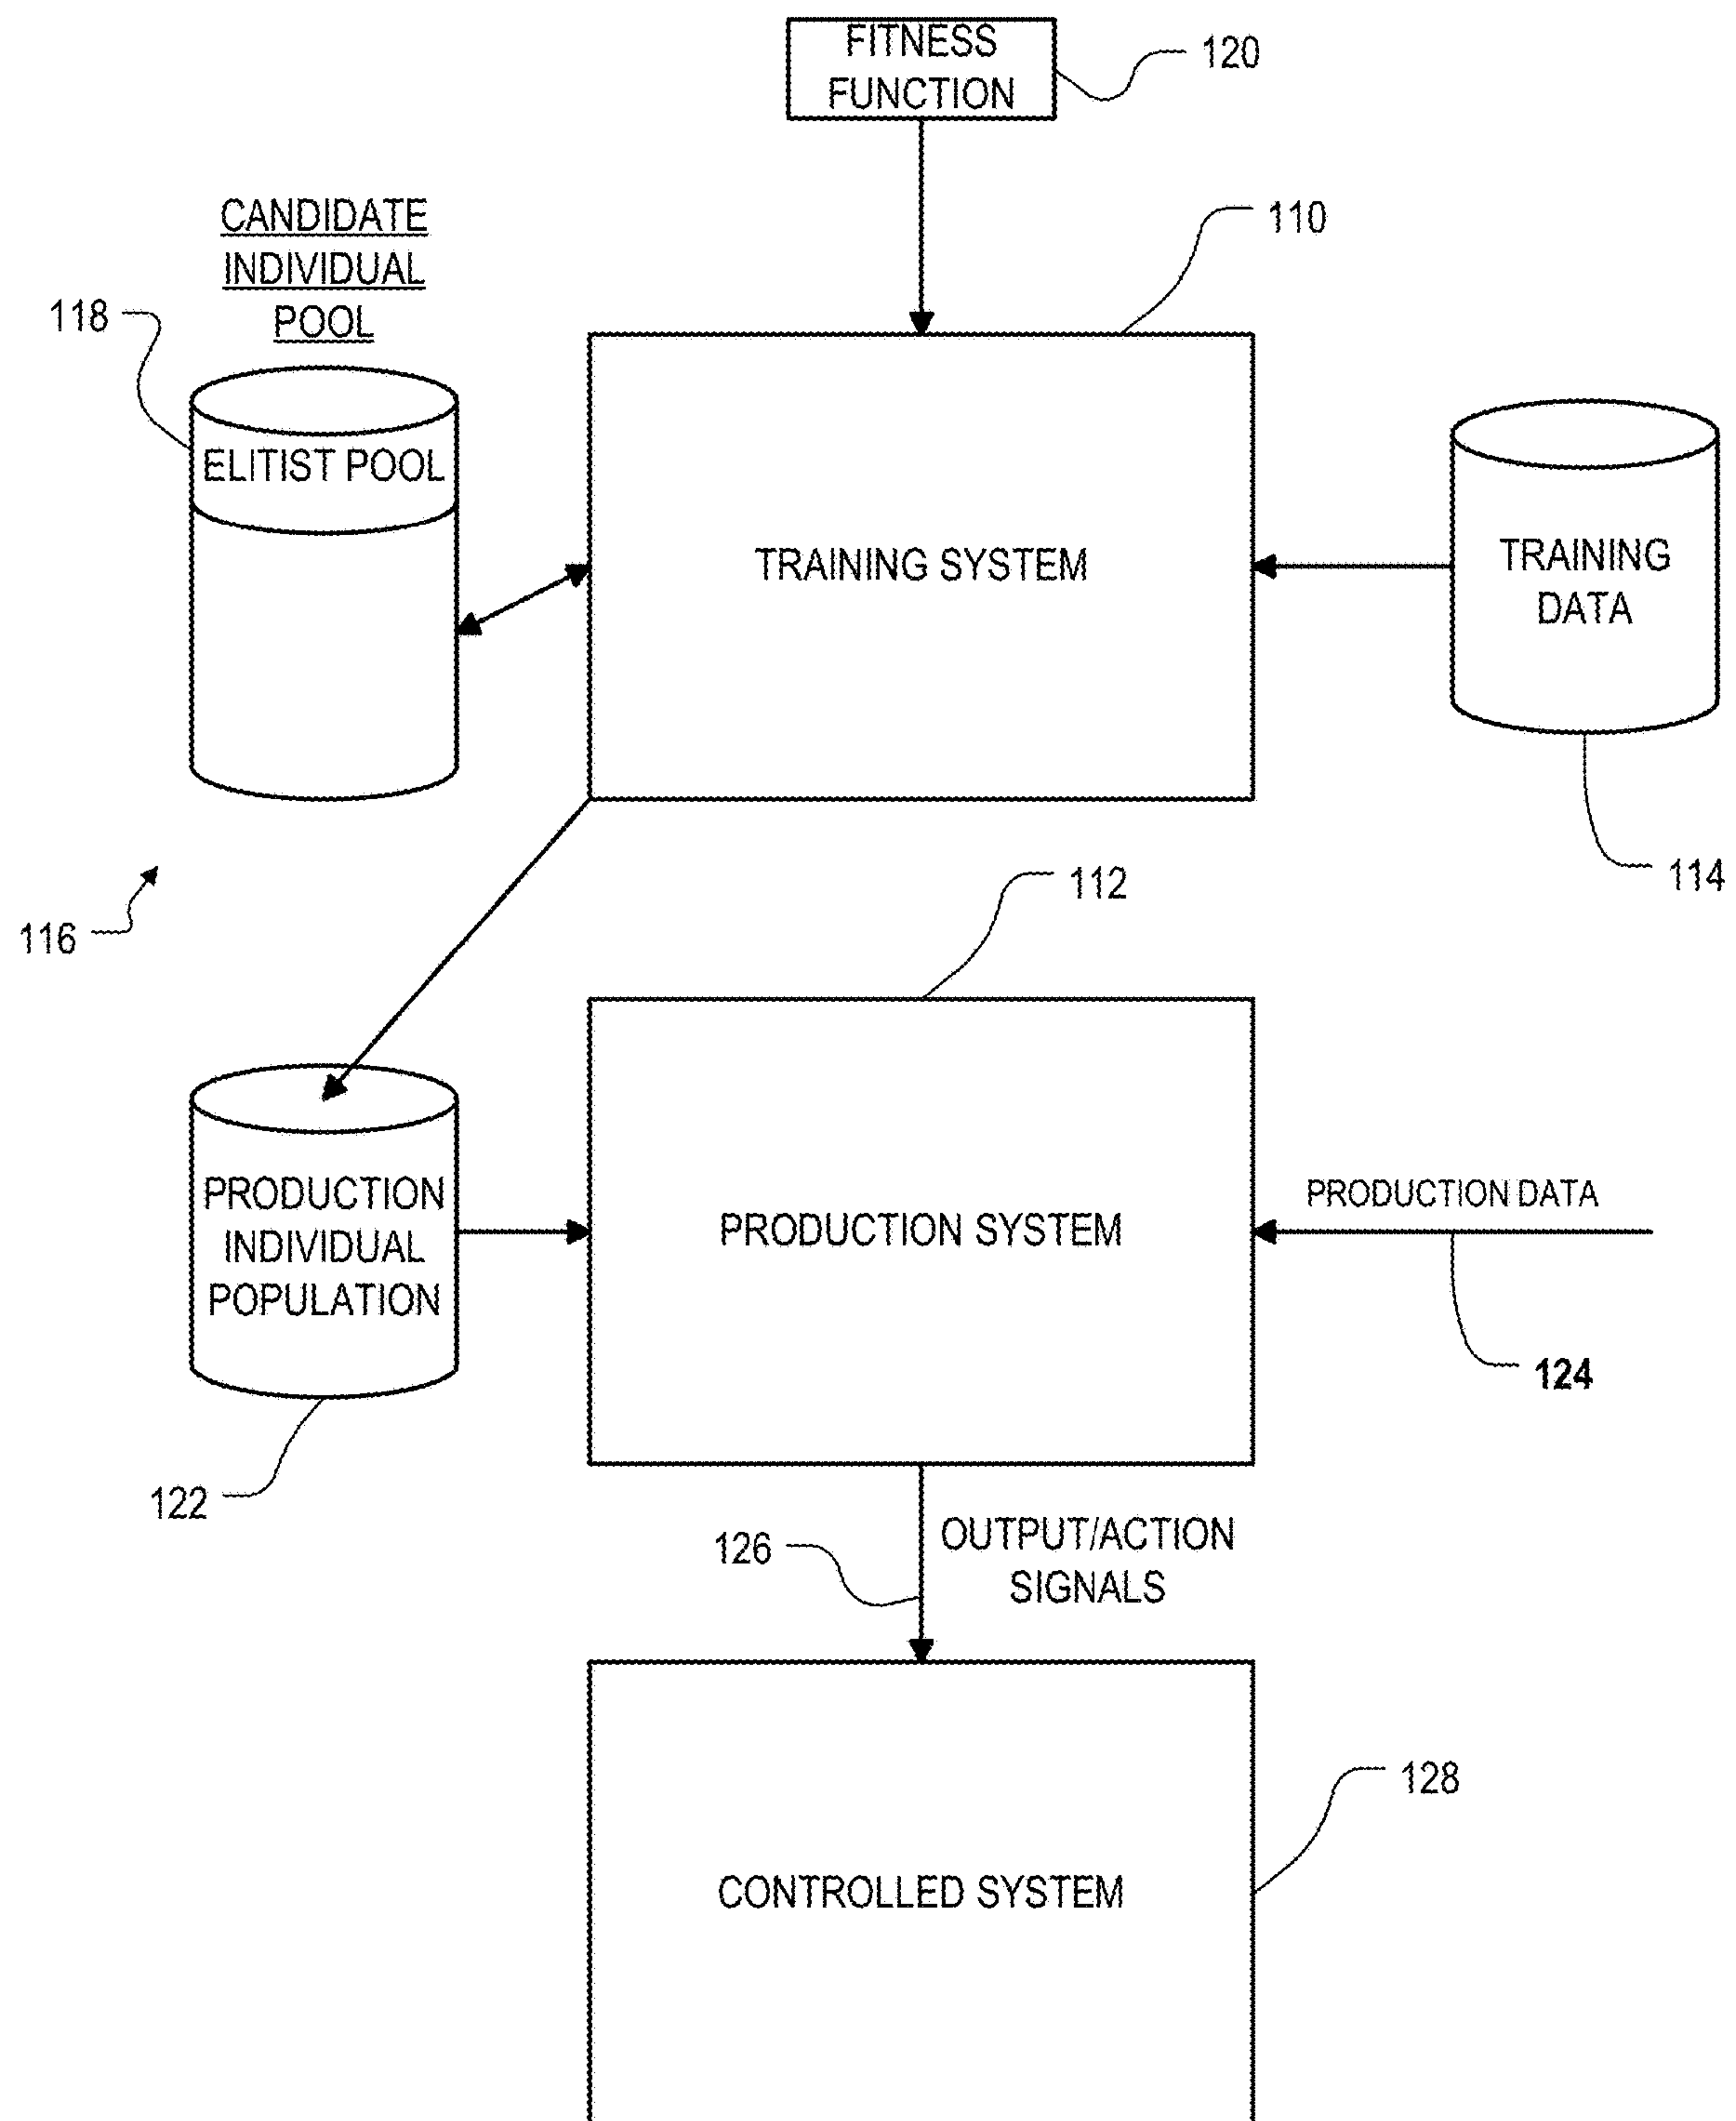 FITNESS
FUNCTION
120
CANDIDATE
INDIVIDUAL
POOL
110
118
ELITIST POOL
TRAINING SYSTEM
TRAINING
DATA
114
116
112
PRODUCTION
INDIVIDUAL
POPULATION
PRODUCTION SYSTEM
PRODUCTION DATA
124
122
126
OUTPUT/ACTION
SIGNALS
128
CONTROLLED SYSTEM